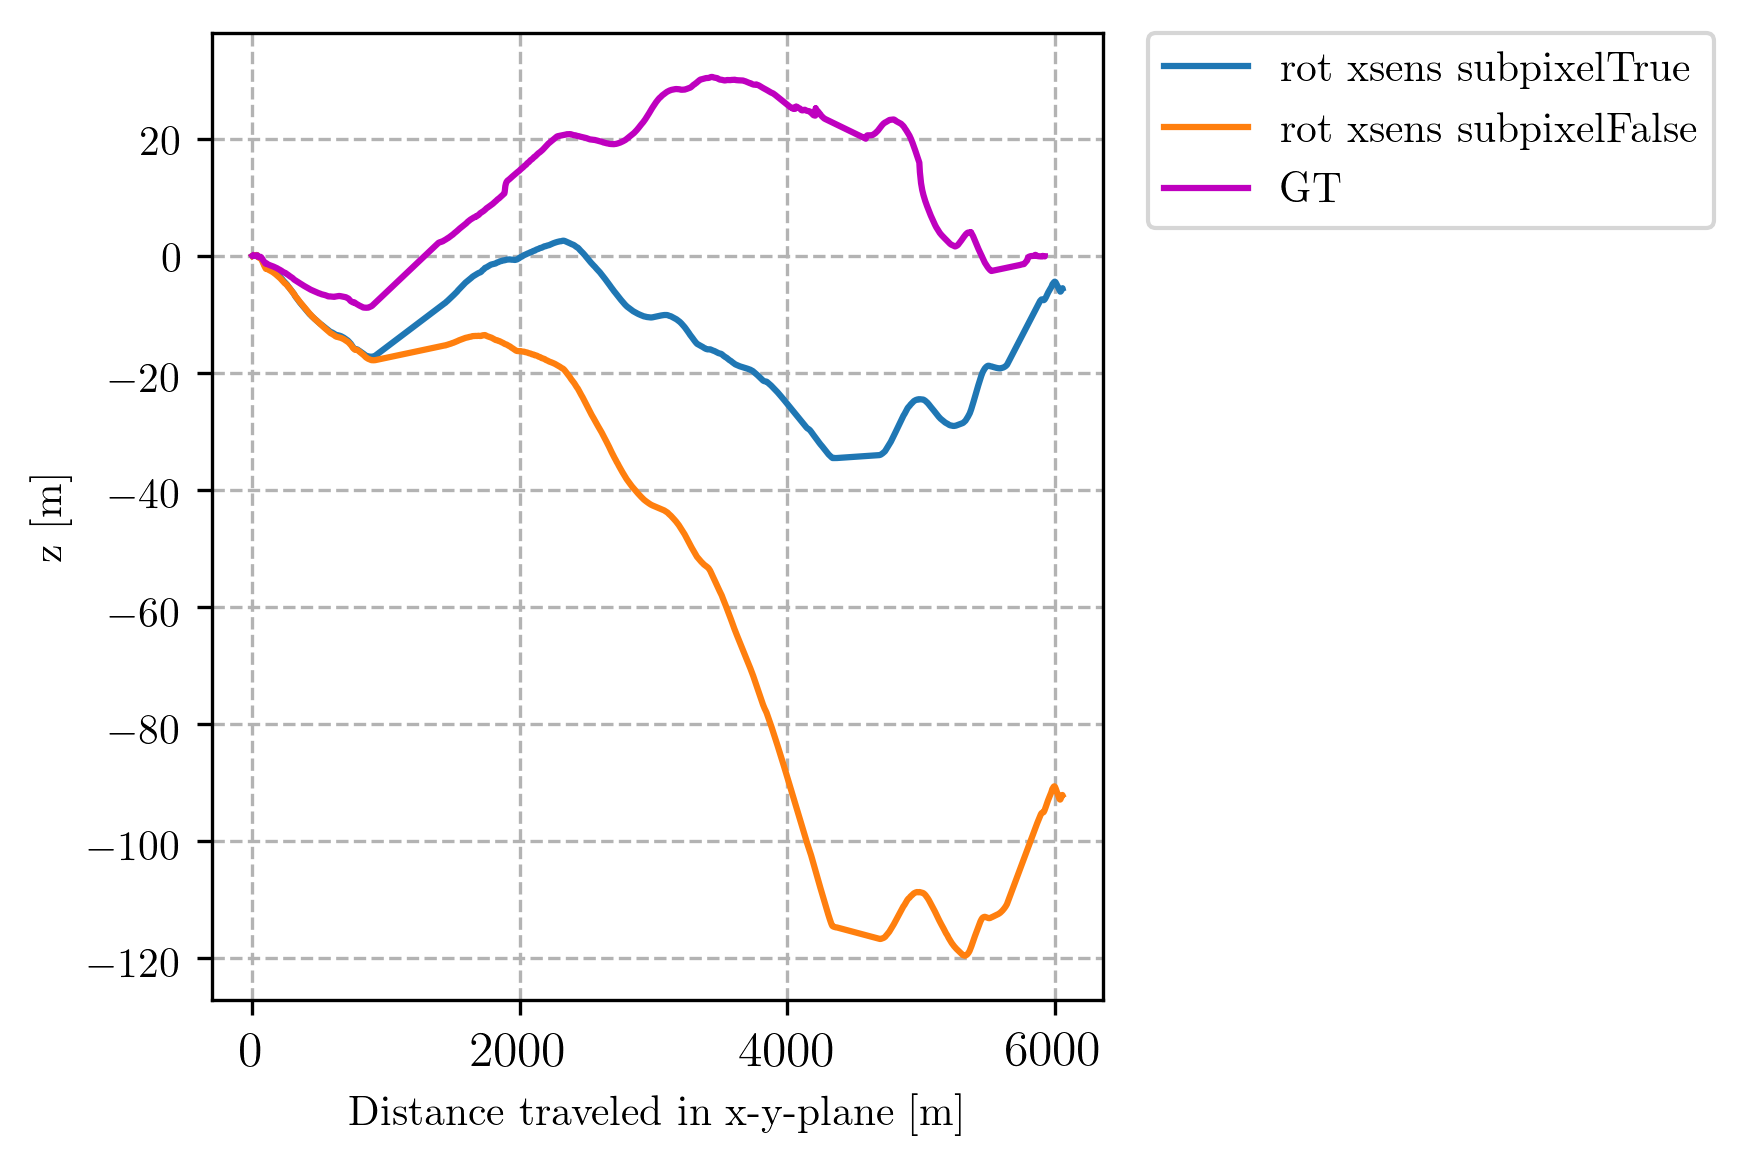 rot xsens subpixelTrue
rot xsens subpixelFalse
GT
20
0
−20
−40
−60
−80
−100
−120
z [m]
0 2000 4000 6000
Distance traveled in x-y-plane [m]